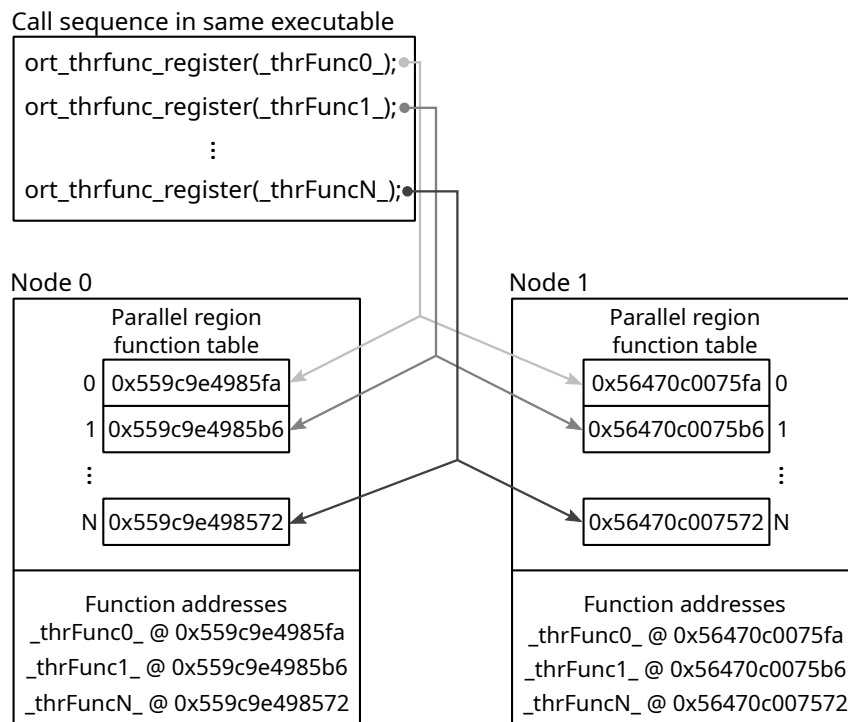 Call sequence in same executable
ort_thrfunc_register(_thrFunc0_);
ort_thrfunc_register(_thrFunc1_);
⋮
ort_thrfunc_register(_thrFuncN_);
Node 0
Parallel region
function table
0 0x559c9e4985fa
1 0x559c9e4985b6
⋮
N 0x559c9e498572
Function addresses
_thrFunc0_ @ 0x559c9e4985fa
_thrFunc1_ @ 0x559c9e4985b6
_thrFuncN_ @ 0x559c9e498572
Node 1
Parallel region
function table
0x56470c0075fa 0
0x56470c0075b6 1
⋮
0x56470c007572 N
Function addresses
_thrFunc0_ @ 0x56470c0075fa
_thrFunc1_ @ 0x56470c0075b6
_thrFuncN_ @ 0x56470c007572